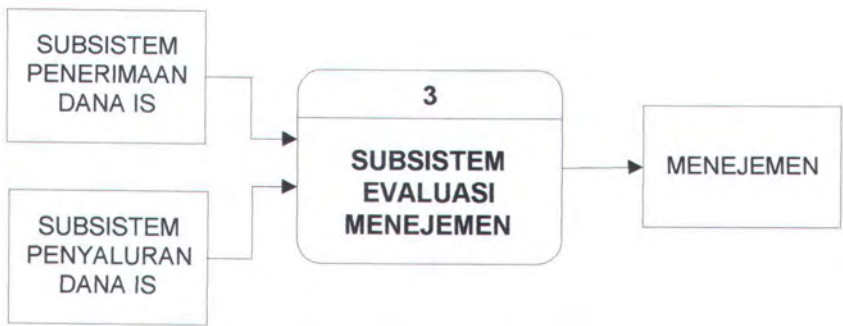 SUBSISTEM
PENERIMAAN
DANA IS
SUBSISTEM
PENYALURAN
DANA IS
3
SUBSISTEM
EVALUASI
MENEJEMEN
MENEJEMEN